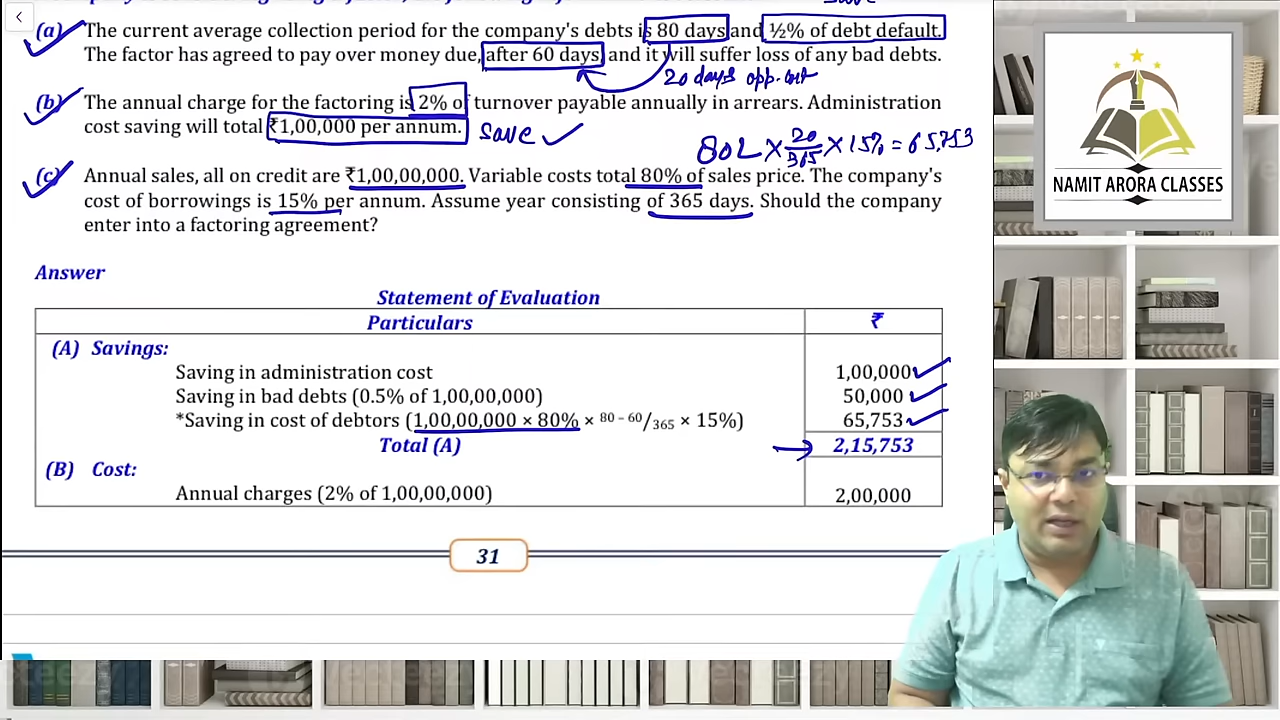 (a) The current average collection period for the company's debts is 80 days and ½% of debt default.
The factor has agreed to pay over money due, after 60 days, and it will suffer loss of any bad debts.
20 days opp. cost
(b) The annual charge for the factoring is 2% of turnover payable annually in arrears. Administration
cost saving will total ₹1,00,000 per annum. save
80L × 20/365 × 15% = 65,753
(c) Annual sales, all on credit are ₹1,00,00,000. Variable costs total 80% of sales price. The company's
cost of borrowings is 15% per annum. Assume year consisting of 365 days. Should the company
enter into a factoring agreement?
Answer
Statement of Evaluation
Particulars ₹
(A) Savings:
Saving in administration cost 1,00,000
Saving in bad debts (0.5% of 1,00,00,000) 50,000
*Saving in cost of debtors (1,00,00,000 × 80% × 80 – 60/365 × 15%) 65,753
Total (A) 2,15,753
(B) Cost:
Annual charges (2% of 1,00,00,000) 2,00,000
31
NAMIT ARORA CLASSES